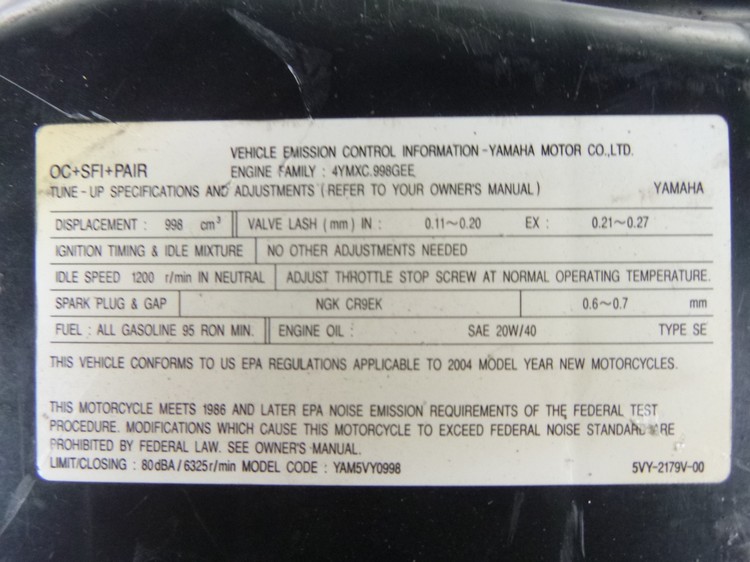 VEHICLE EMISSION CONTROL INFORMATION-YAMAHA MOTOR CO.,LTD.
OC+SFI+PAIR ENGINE FAMILY : 4YMXC.998GEE
TUNE-UP SPECIFICATIONS AND ADJUSTMENTS (REFER TO YOUR OWNER'S MANUAL) YAMAHA
DISPLACEMENT : 998 cm³ VALVE LASH (mm) IN : 0.11～0.20 EX : 0.21～0.27
IGNITION TIMING & IDLE MIXTURE NO OTHER ADJUSTMENTS NEEDED
IDLE SPEED 1200 r/min IN NEUTRAL ADJUST THROTTLE STOP SCREW AT NORMAL OPERATING TEMPERATURE.
SPARK PLUG & GAP NGK CR9EK 0.6～0.7 mm
FUEL : ALL GASOLINE 95 RON MIN. ENGINE OIL : SAE 20W/40 TYPE SE
THIS VEHICLE CONFORMS TO US EPA REGULATIONS APPLICABLE TO 2004 MODEL YEAR NEW MOTORCYCLES.
THIS MOTORCYCLE MEETS 1986 AND LATER EPA NOISE EMISSION REQUIREMENTS OF THE FEDERAL TEST
PROCEDURE. MODIFICATIONS WHICH CAUSE THIS MOTORCYCLE TO EXCEED FEDERAL NOISE STANDARD ARE
PROHIBITED BY FEDERAL LAW. SEE OWNER'S MANUAL.
LIMIT/CLOSING : 80dBA/6325r/min MODEL CODE : YAM5VY0998 5VY-2179V-00